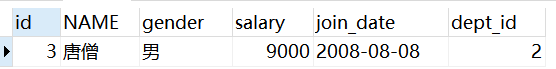 id NAME gender salary join_date dept_id
3 唐僧 男 9000 2008-08-08 2